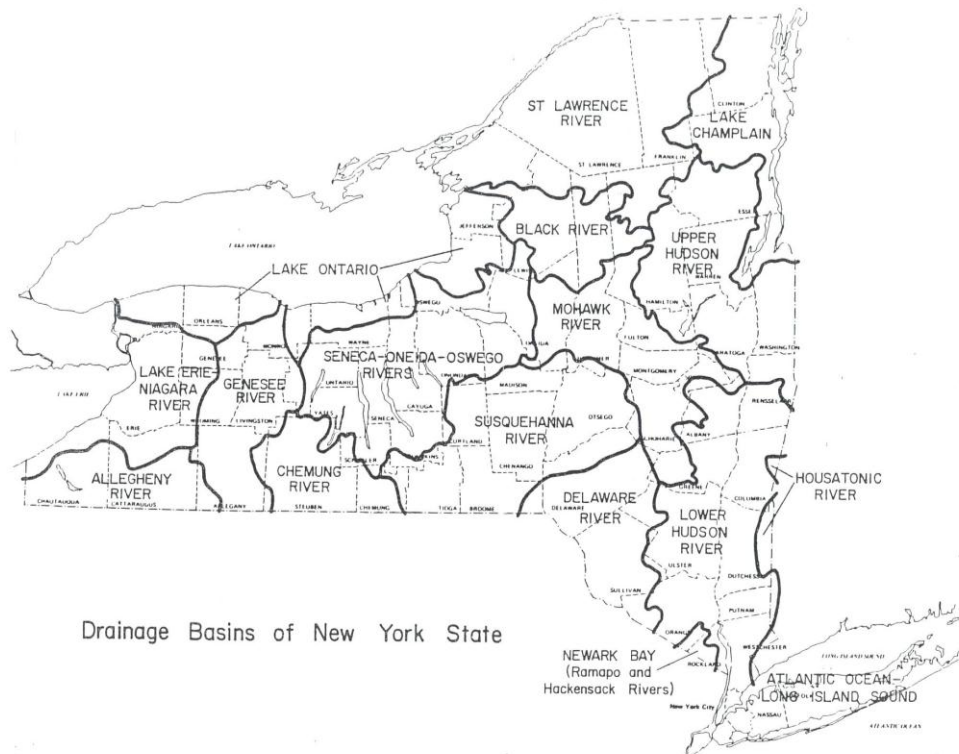 ST LAWRENCE
RIVER
CLINTON
LAKE
CHAMPLAIN
ST LAWRENCE
FRANKLIN
JEFFERSON
BLACK RIVER
UPPER
HUDSON
RIVER
WARREN
LAKE ONTARIO
LAKE ONTARIO
OSWEGO
HAMILTON
MOHAWK
RIVER
FULTON
WASHINGTON
NIAGARA
ORLEANS
GENESEE
WAYNE
MONTGOMERY
SENECA-ONEIDA-OSWEGO
RIVERS
LAKE ERIE-
NIAGARA
RIVER
GENESEE
RIVER
ONTARIO
MADISON
CAYUGA
YATES
SENECA
ERIE
WYOMING
LIVINGSTON
SUSQUEHANNA
RIVER
OTSEGO
ALBANY
CORTLAND
CHENANGO
ALLEGHENY
RIVER
CHEMUNG
RIVER
CHAUTAUQUA
CATTARAUGUS
ALLEGANY
STEUBEN
CHEMUNG
TIOGA
BROOME
DELAWARE
DELAWARE
RIVER
GREENE
COLUMBIA
HOUSATONIC
RIVER
LOWER
HUDSON
RIVER
ULSTER
DUTCHESS
SULLIVAN
PUTNAM
ORANGE
WESTCHESTER
ROCKLAND
Drainage Basins of New York State
NEWARK BAY
(Ramapo and
Hackensack Rivers)
LONG ISLAND SOUND
ATLANTIC OCEAN-
LONG ISLAND SOUND
New York City
NASSAU
ATLANTIC OCEAN